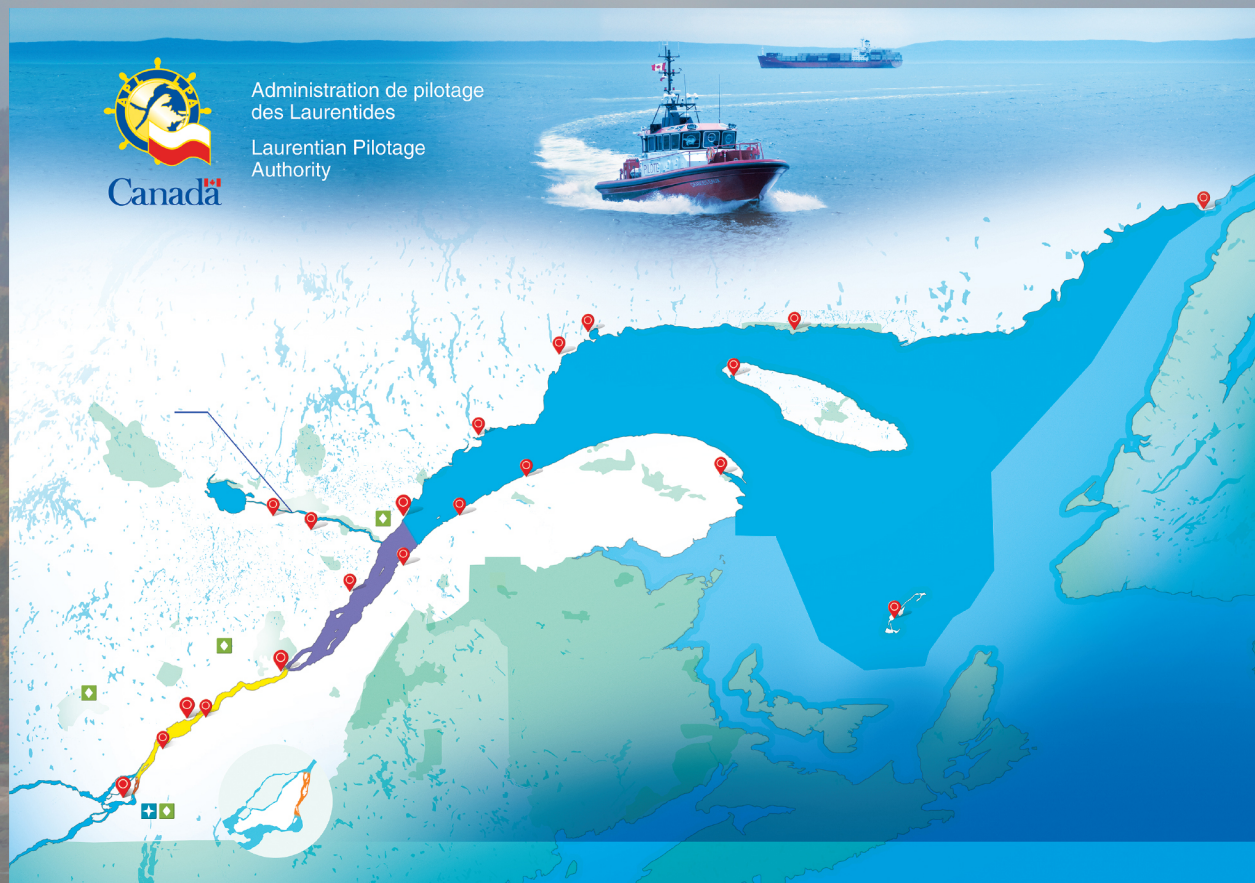 Administration de pilotage
des Laurentides
Laurentian Pilotage
Authority
Canada